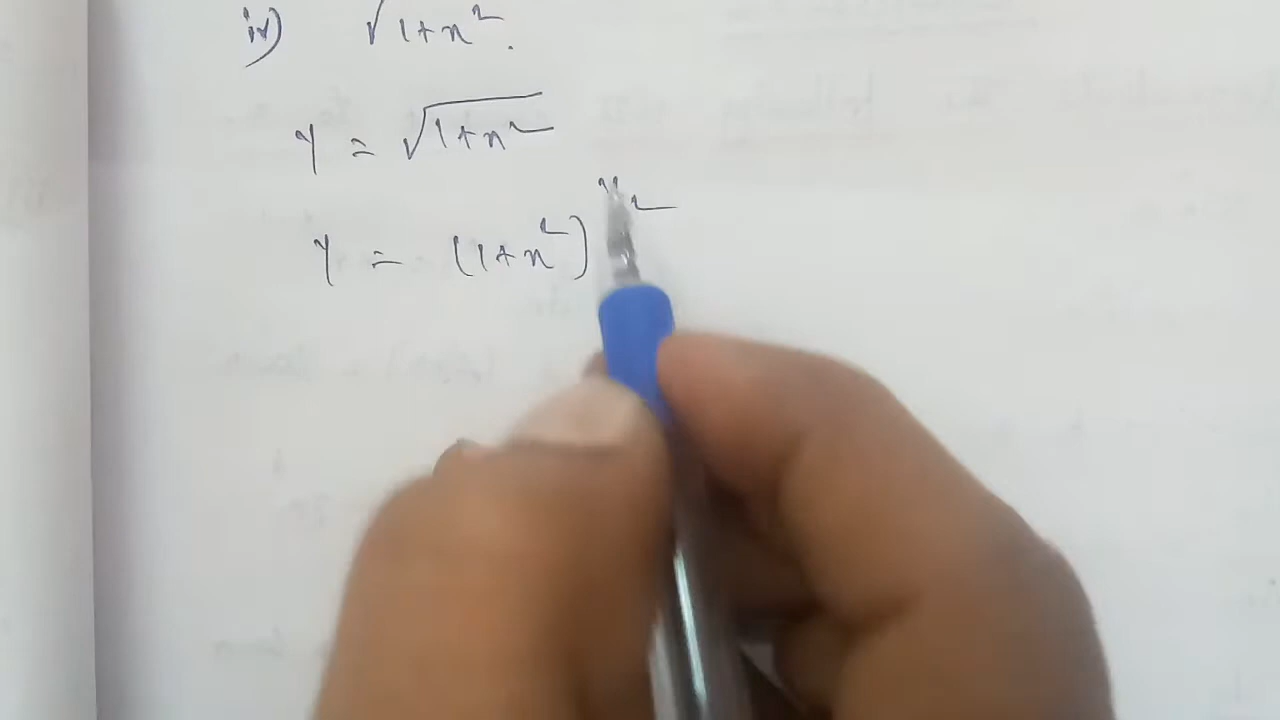 iv) √1+x².
y = √1+x²
y = (1+x²)^1/2